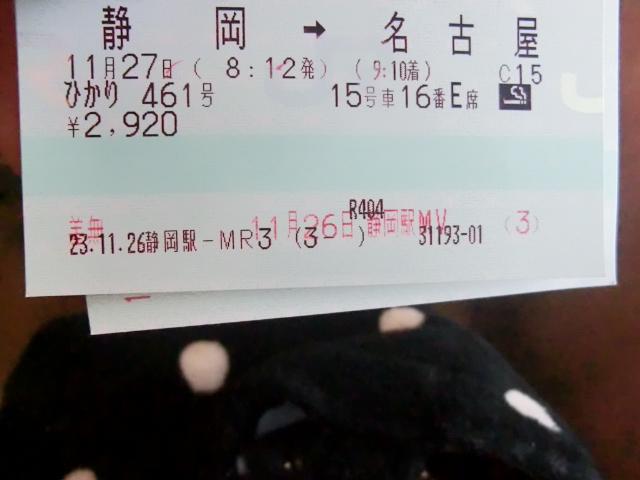 静岡 → 名古屋
11月27日 ( 8:12発) ( 9:10着) C15
ひかり 461号 15号車16番E席
¥2,920
R404
11月26日 静岡駅MV (3)
23.11.26静岡駅-MR3 (3- ) 31193-01